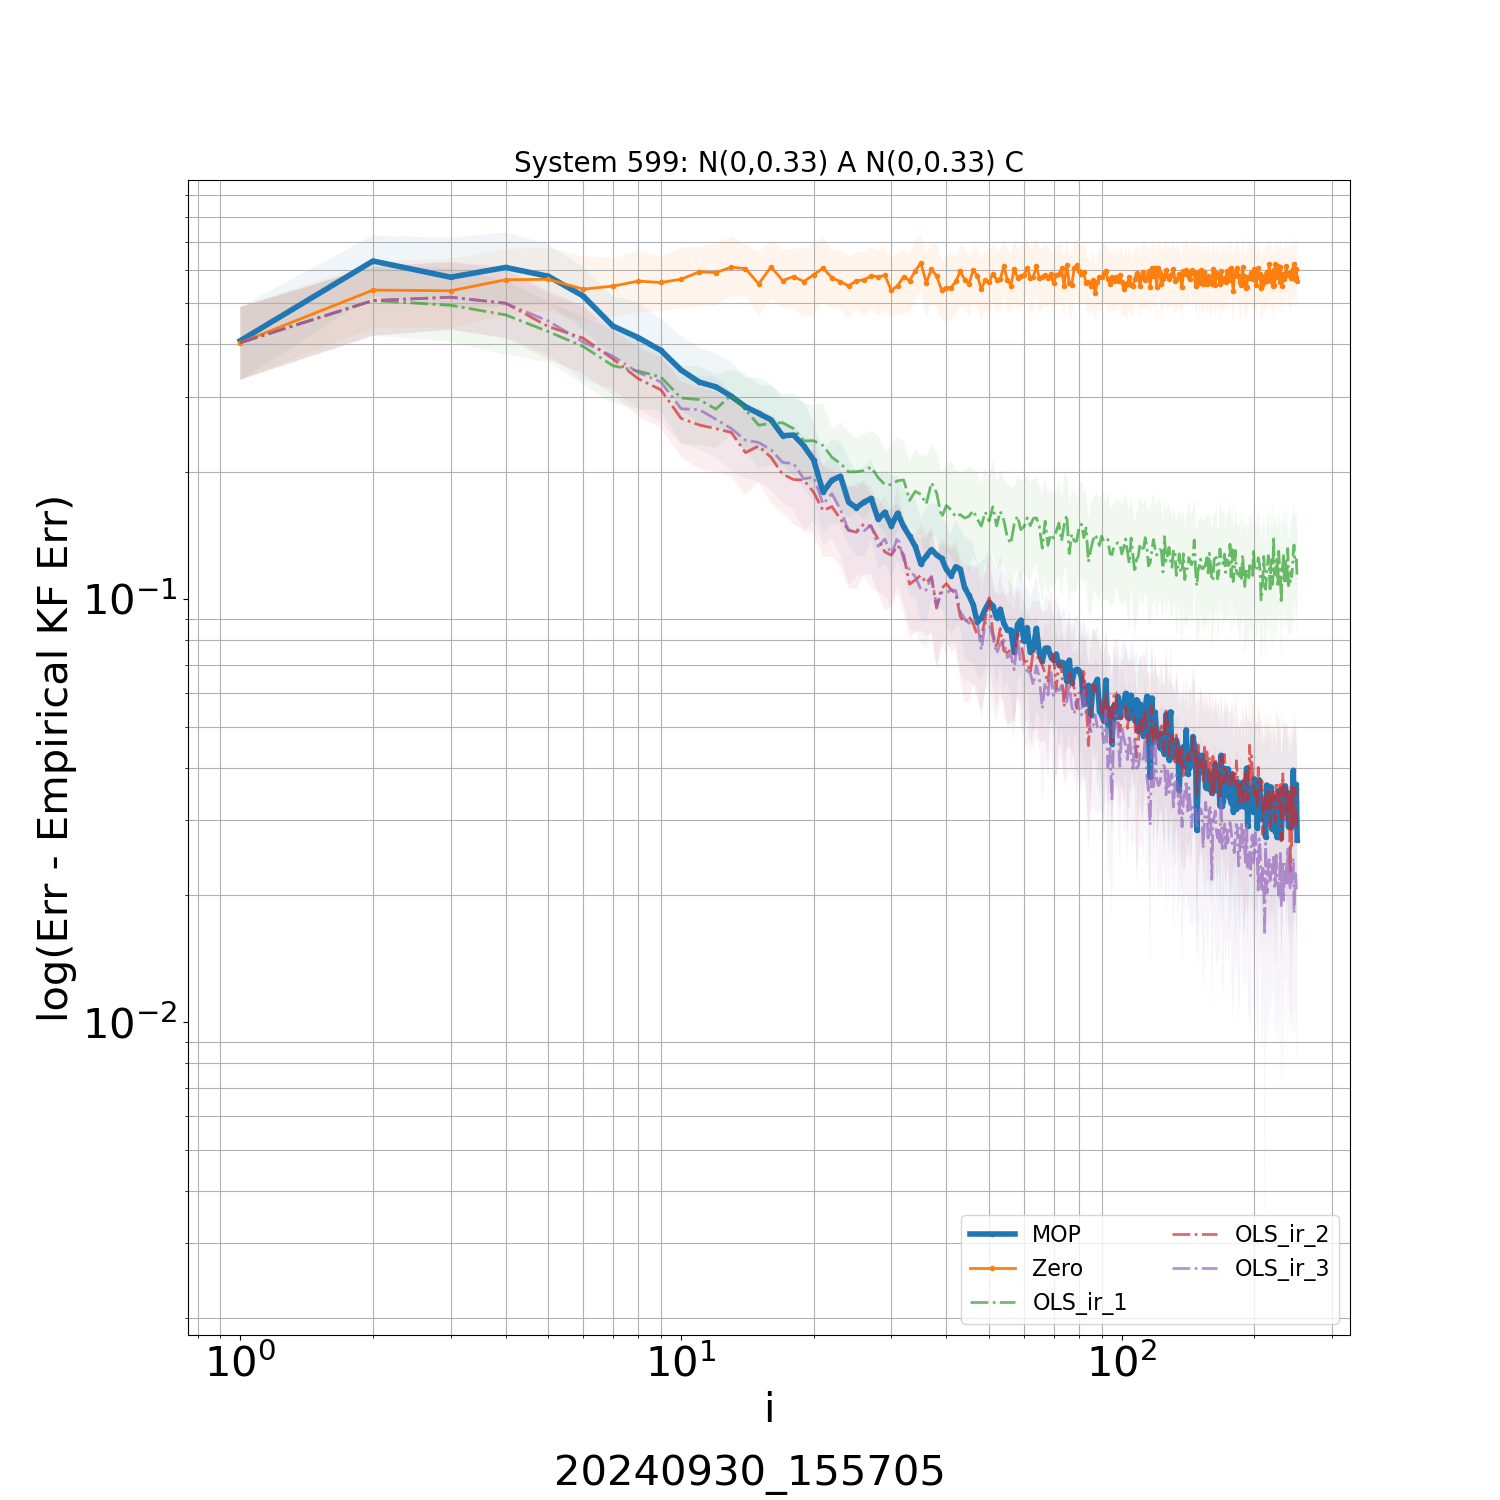 System 599: N(0,0.33) A N(0,0.33) C
log(Err - Empirical KF Err)
10⁻¹
10⁻²
10⁰ 10¹ 10²
i
MOP
Zero
OLS_ir_1
OLS_ir_2
OLS_ir_3
20240930_155705